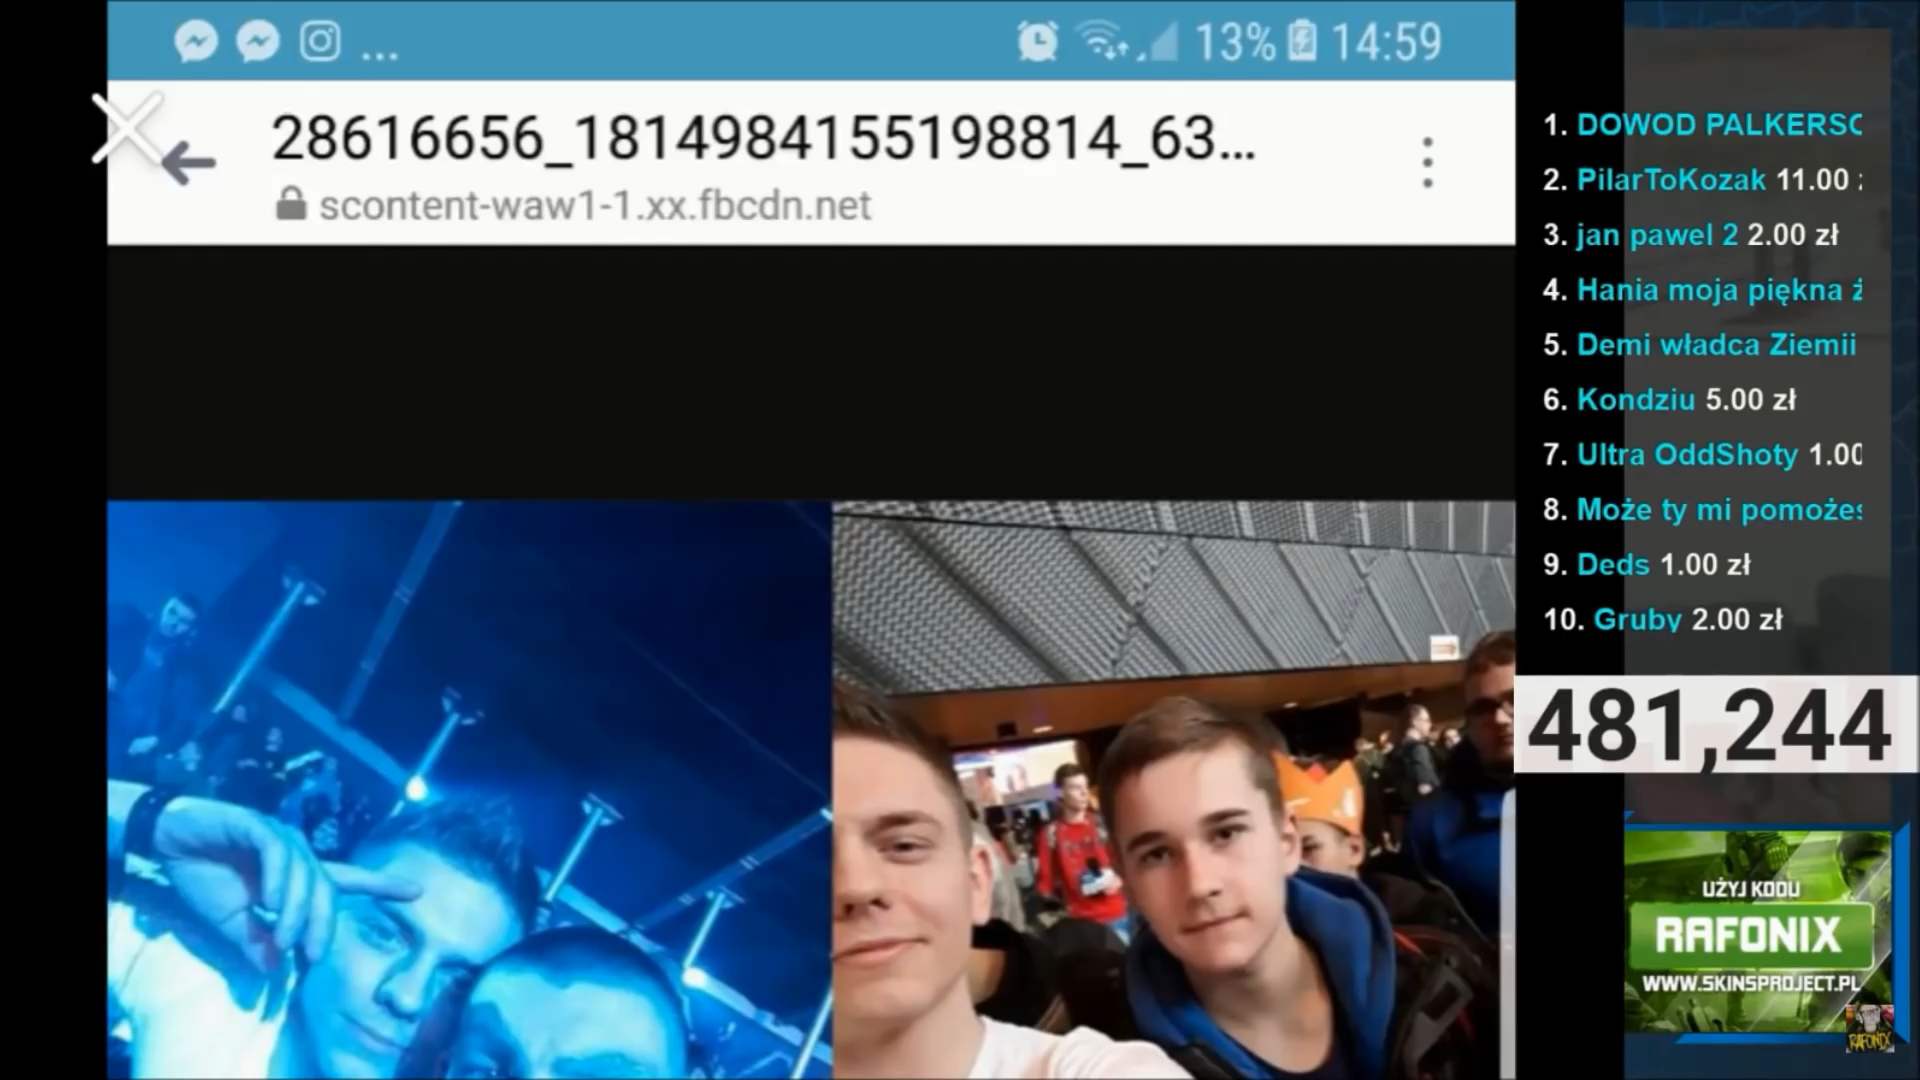 ... 13% 14:59
28616656_1814984155198814_63...
scontent-waw1-1.xx.fbcdn.net
1. DOWOD PALKERSC
2. PilarToKozak 11.00
3. jan pawel 2 2.00 zł
4. Hania moja piękna ż
5. Demi władca Ziemii
6. Kondziu 5.00 zł
7. Ultra OddShoty 1.00
8. Może ty mi pomożes
9. Deds 1.00 zł
10. Gruby 2.00 zł
481,244
UŻYJ KODU
RAFONIX
WWW.SKINSPROJECT.PL
RAFONIX